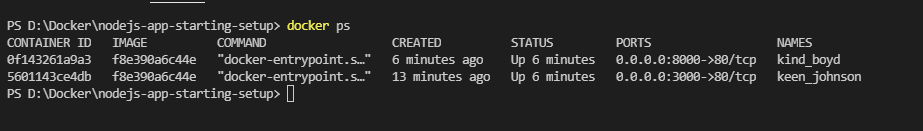 PS D:\Docker\nodejs-app-starting-setup> docker ps
CONTAINER ID   IMAGE          COMMAND                  CREATED          STATUS         PORTS                  NAMES
0f143261a9a3   f8e390a6c44e   "docker-entrypoint.s…"   6 minutes ago    Up 6 minutes   0.0.0.0:8000->80/tcp   kind_boyd
5601143ce4db   f8e390a6c44e   "docker-entrypoint.s…"   13 minutes ago   Up 6 minutes   0.0.0.0:3000->80/tcp   keen_johnson
PS D:\Docker\nodejs-app-starting-setup>